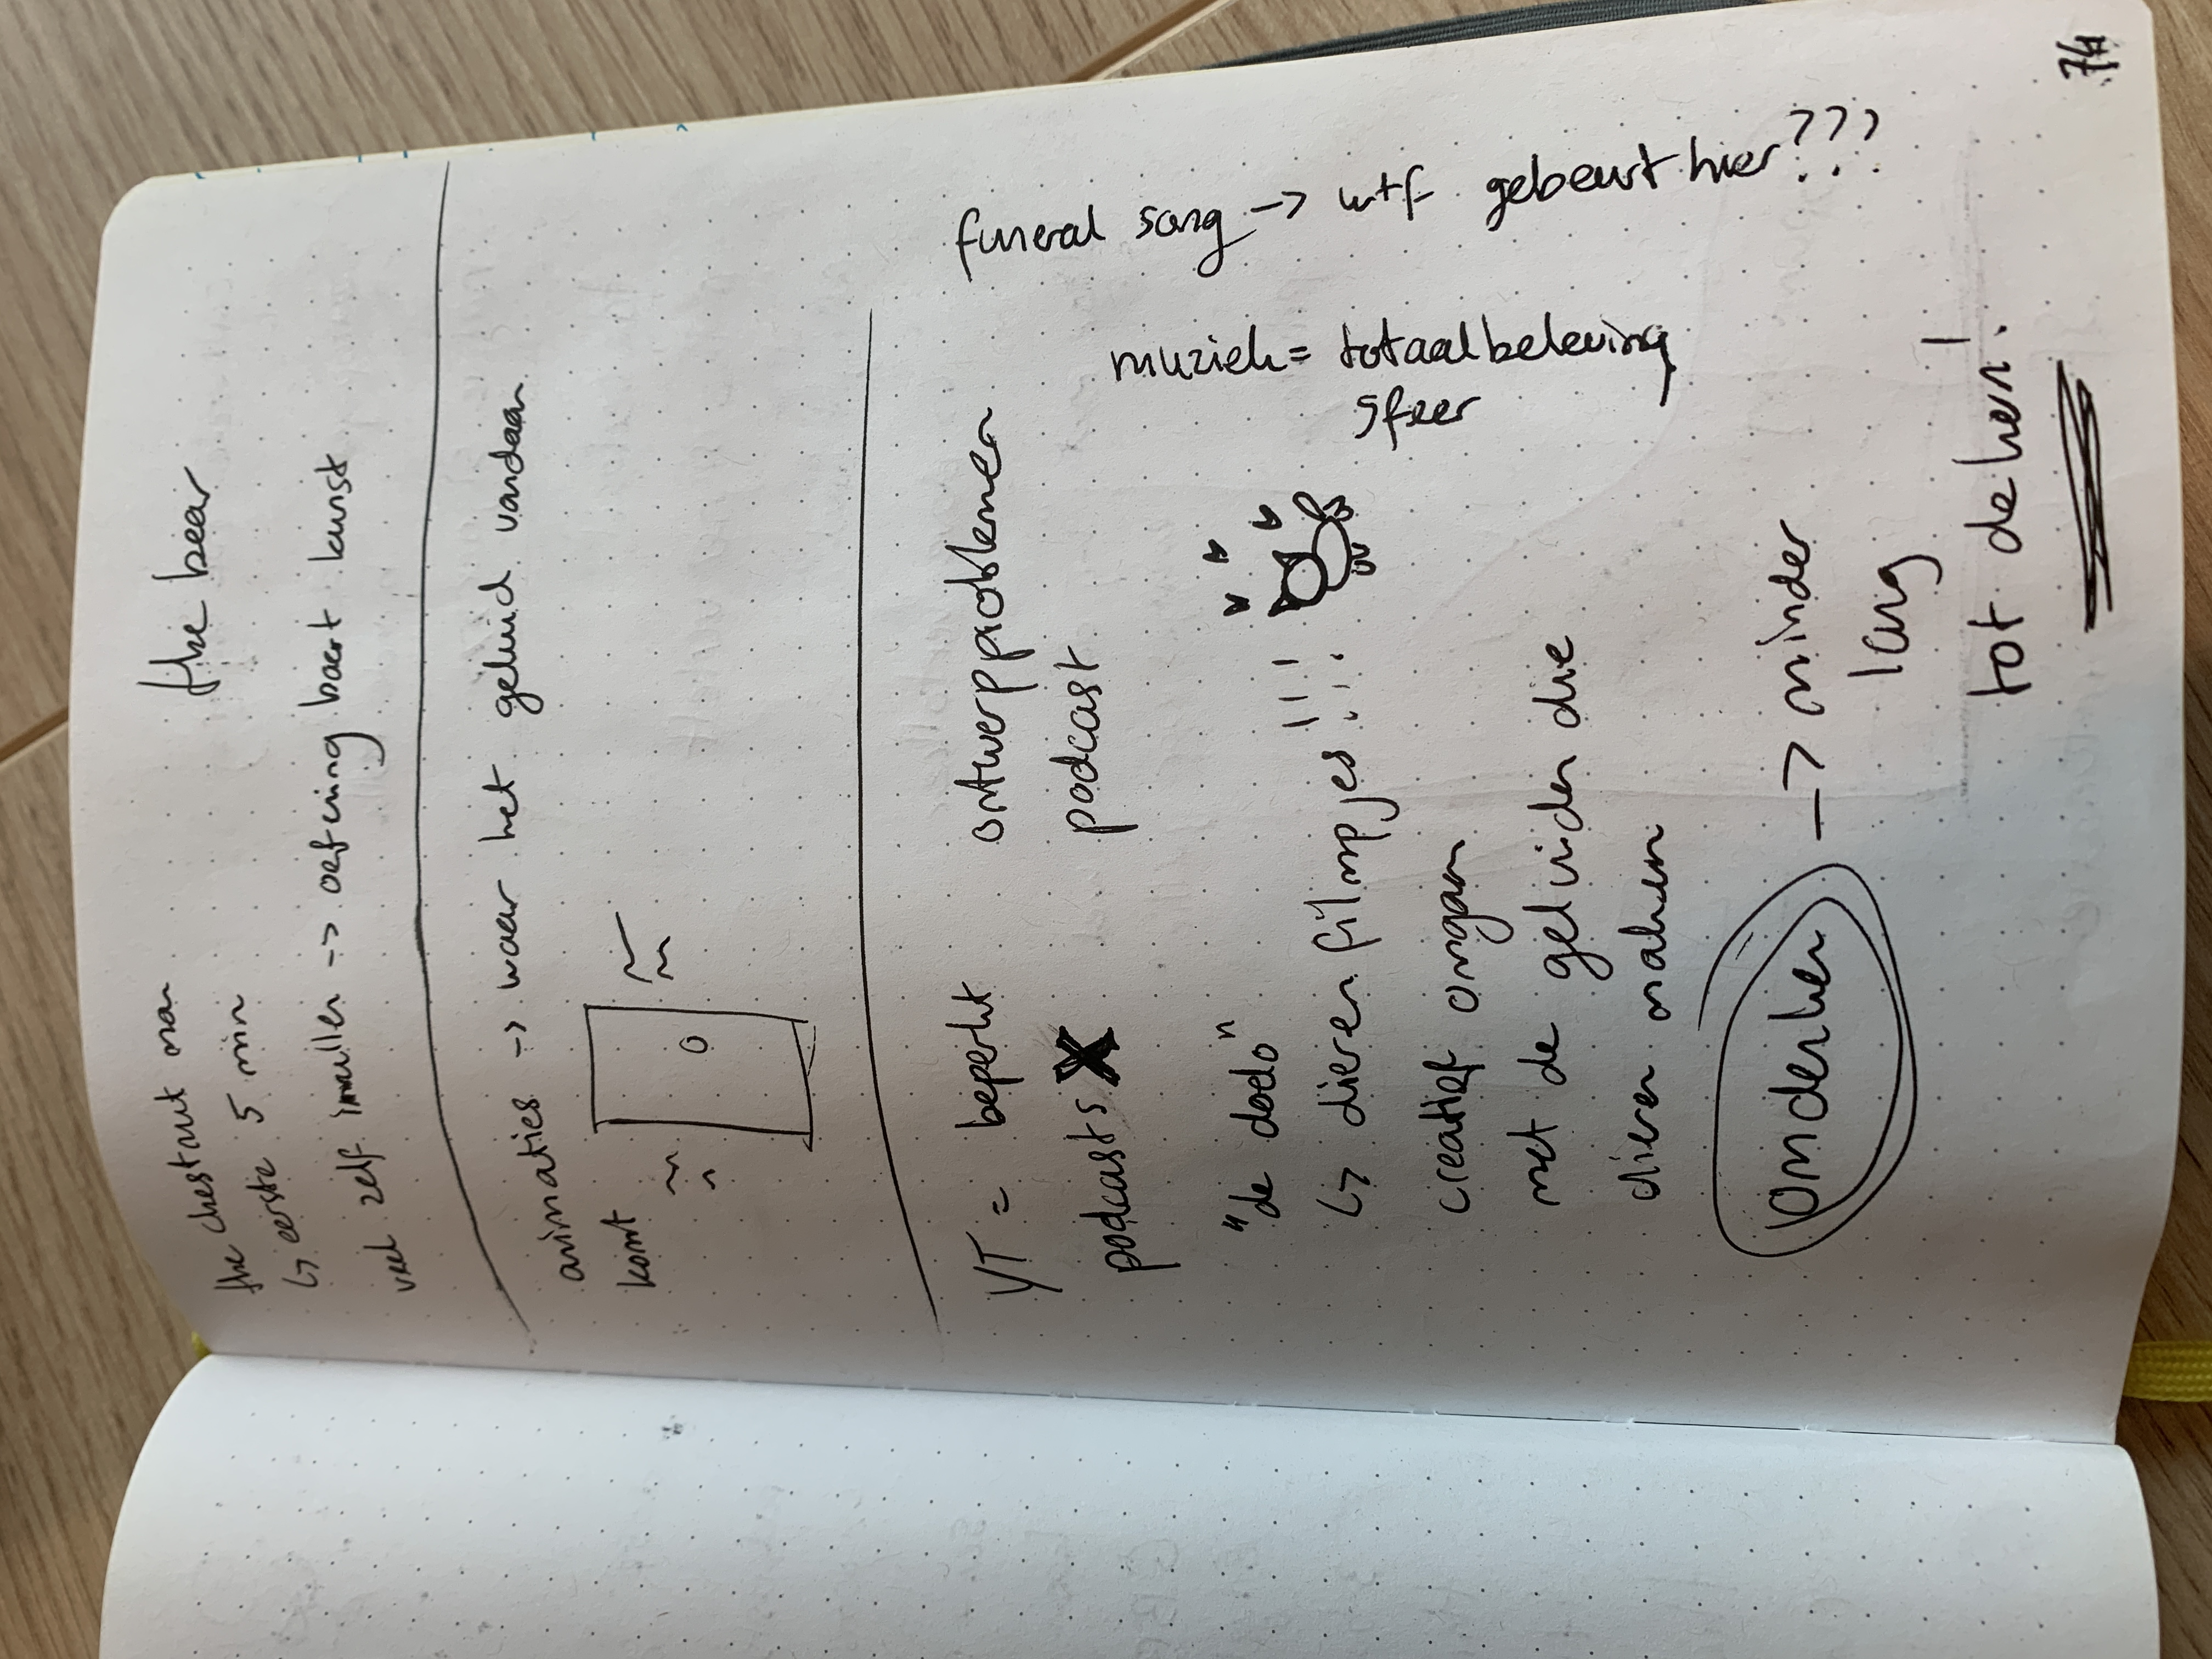 the chestnut man
↳ eerste 5 min
the bear
veel zelf invullen -> oefening baart kunst
animaties -> waar het geluid vandaan
komt
YT = beperkt
podcasts X
ontwerpproblemen
podcast
"de dodo"
↳ dierenfilmpjes!!!
creatief omgaan
met de geluiden die
dieren maken
ondenken
-> minder
lang
tot de kern!
muziek = totaalbeleving
sfeer
funeral song -> wtf gebeurt hier???
74